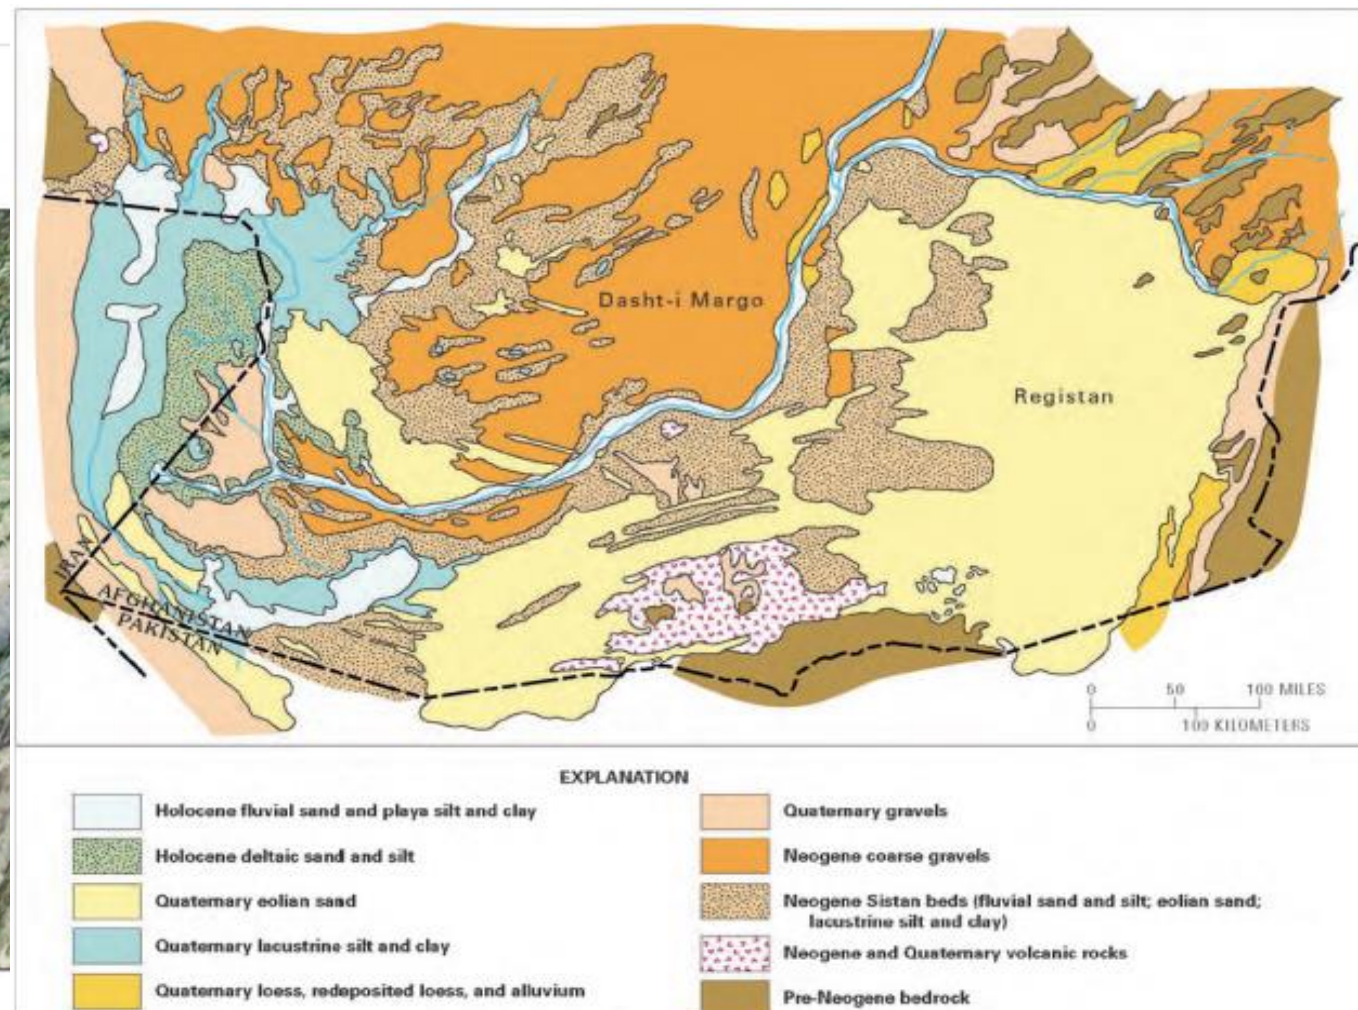 Dasht-i Margo
Registan
IRAN
AFGHANISTAN
PAKISTAN
0 50 100 MILES
0 100 KILOMETERS
EXPLANATION
Holocene fluvial sand and playa silt and clay
Holocene deltaic sand and silt
Quaternary eolian sand
Quaternary lacustrine silt and clay
Quaternary loess, redeposited loess, and alluvium
Quaternary gravels
Neogene coarse gravels
Neogene Sistan beds (fluvial sand and silt; eolian sand;
lacustrine silt and clay)
Neogene and Quaternary volcanic rocks
Pre-Neogene bedrock